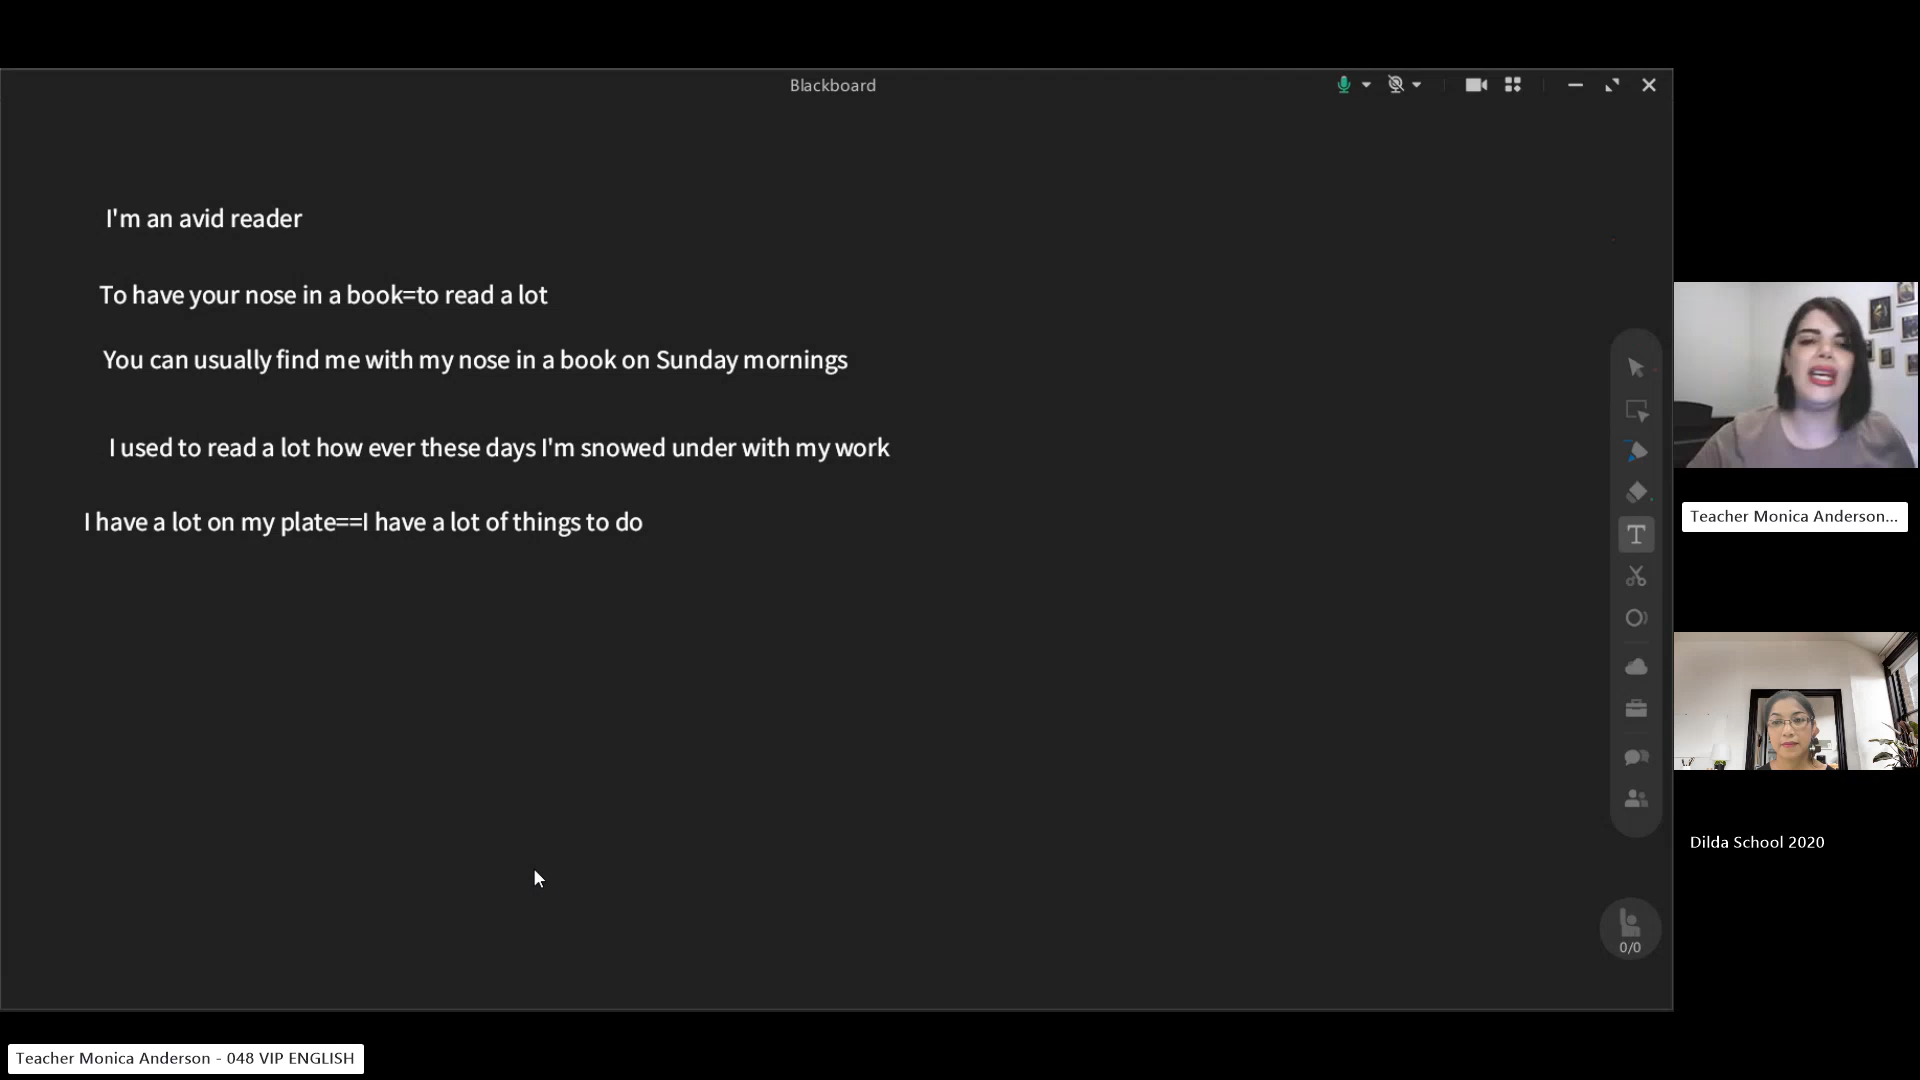 Blackboard
I'm an avid reader
To have your nose in a book=to read a lot
You can usually find me with my nose in a book on Sunday mornings
I used to read a lot how ever these days I'm snowed under with my work
I have a lot on my plate==I have a lot of things to do
Teacher Monica Anderson...
Dilda School 2020
0/0
Teacher Monica Anderson - 048 VIP ENGLISH